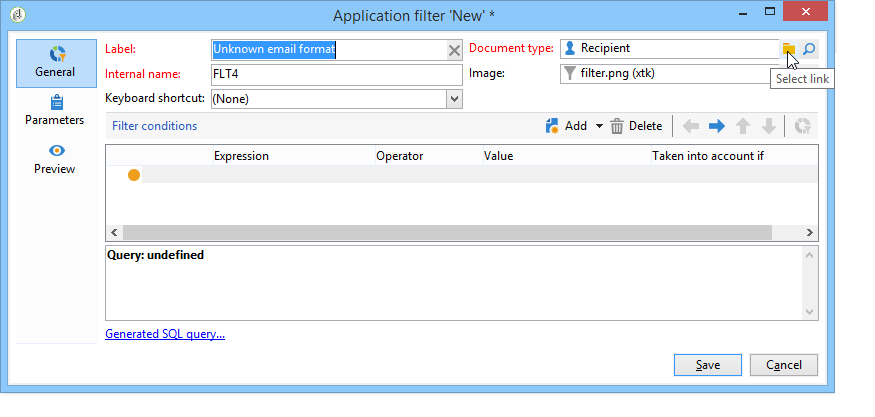 Application filter 'New' *
General
Parameters
Preview
Label: Unknown email format Document type: Recipient
Select link
Internal name: FLT4 Image: filter.png (xtk)
Keyboard shortcut: (None)
Filter conditions Add Delete
Expression Operator Value Taken into account if
Query: undefined
Generated SQL query...
Save Cancel